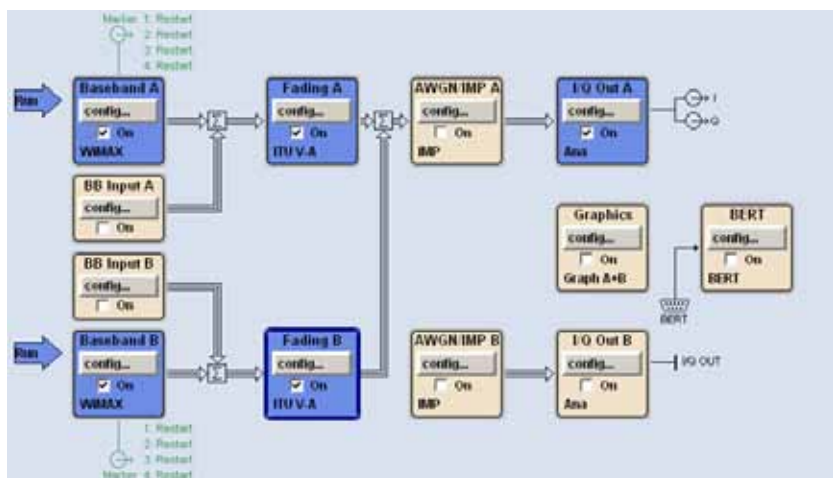 Marker 1: Restart
2: Restart
3: Restart
4: Restart
Run
Baseband A
config...
On
WiMAX
Fading A
config...
On
ITU V-A
AWGN/IMP A
config...
On
IMP
I/Q Out A
config...
On
Ana
I
Q
BB Input A
config...
On
Graphics
config...
On
Graph A+B
BERT
config...
On
BERT
BERT
BB Input B
config...
On
Run
Baseband B
config...
On
WiMAX
Fading B
config...
On
ITU V-A
AWGN/IMP B
config...
On
IMP
I/Q Out B
config...
On
Ana
I/Q OUT
1: Restart
2: Restart
3: Restart
Marker 4: Restart